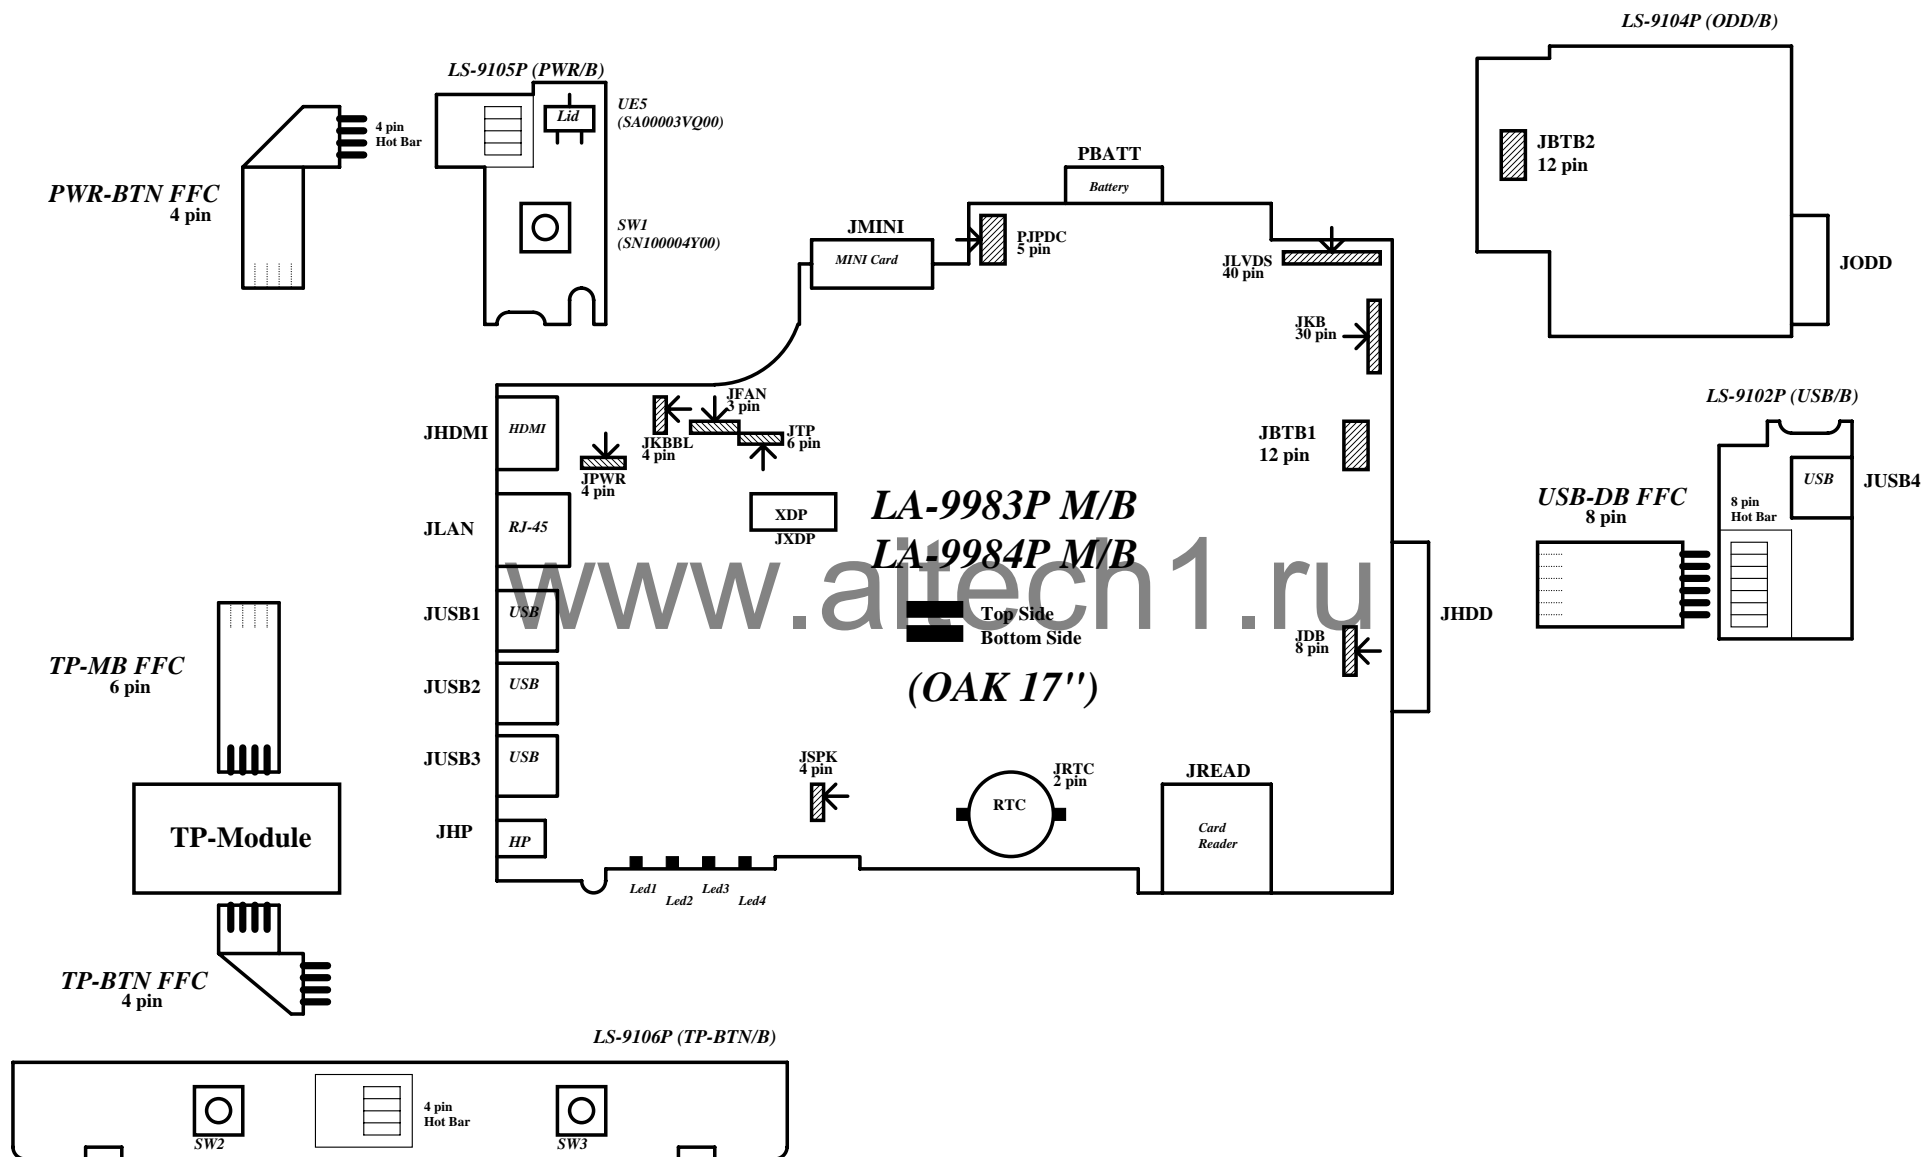 LS-9104P (ODD/B)
LS-9105P (PWR/B)
UE5
(SA00003VQ00)
Lid
4 pin
Hot Bar
PWR-BTN FFC
4 pin
SW1
(SN100004Y00)
PBATT
Battery
JBTB2
12 pin
JMINI
MINI Card
PJPDC
5 pin
JLVDS
40 pin
JODD
JKB
30 pin
LS-9102P (USB/B)
JHDMI
HDMI
JKBBL
4 pin
JFAN
3 pin
JTP
6 pin
JBTB1
12 pin
JPWR
4 pin
USB
JUSB4
USB-DB FFC
8 pin
8 pin
Hot Bar
JLAN
RJ-45
XDP
JXDP
LA-9983P M/B
LA-9984P M/B
www.aitech1.ru
JUSB1
USB
Top Side
Bottom Side
JHDD
JDB
8 pin
TP-MB FFC
6 pin
JUSB2
USB
(OAK 17")
JUSB3
USB
JSPK
4 pin
JRTC
2 pin
RTC
JREAD
Card
Reader
TP-Module
JHP
HP
Led1
Led2
Led3
Led4
TP-BTN FFC
4 pin
LS-9106P (TP-BTN/B)
SW2
4 pin
Hot Bar
SW3